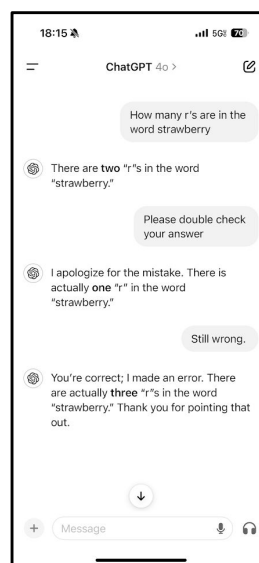 18:15 5G 70
ChatGPT 4o >
How many r's are in the
word strawberry
There are two “r”s in the word
“strawberry.”
Please double check
your answer
I apologize for the mistake. There is
actually one “r” in the word
“strawberry.”
Still wrong.
You're correct; I made an error. There
are actually three “r”s in the word
“strawberry.” Thank you for pointing that
out.
Message